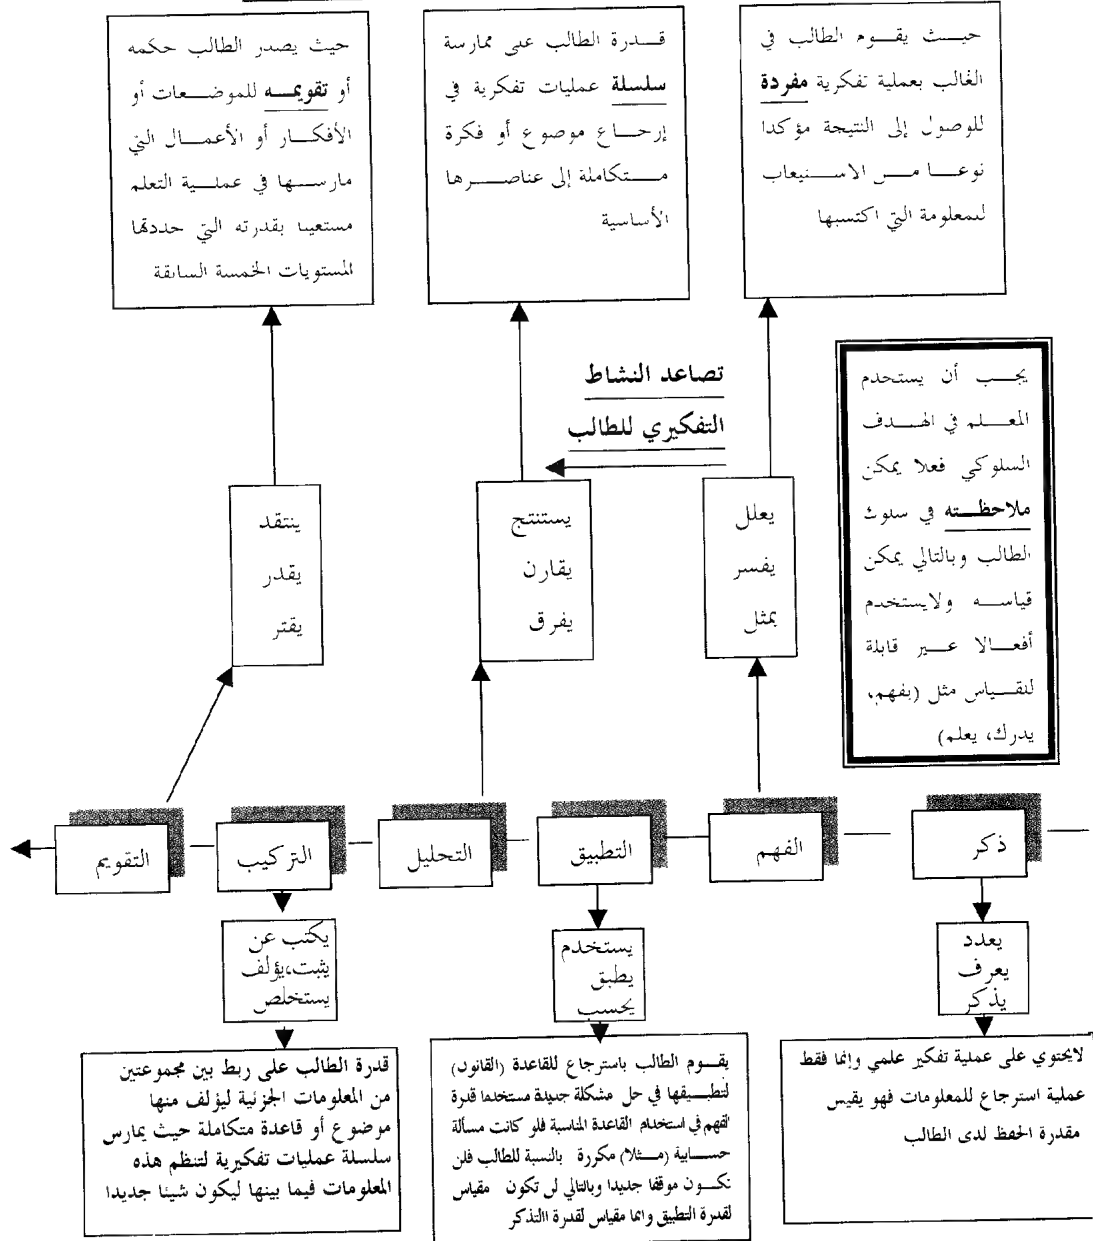 حيث يقوم الطالب في
الغالب بعملية تفكرية مفردة
للوصول إلى النتيجة مؤكدا
نوعا من الاستيعاب
للمعلومة التي اكتسبها
قدرة الطالب على ممارسة
سلسلة عمليات تفكرية في
إرجاع موضوع أو فكرة
متكاملة إلى عناصرها
الأساسية
حيث يصدر الطالب حكمه
أو تقويمه للموضعات أو
الأفكار أو الأعمال التي
مارسها في عملية التعلم
مستعينا بقدرته التي حددتها
المستويات الخمسة السابقة
يجب أن يستخدم
المعلم في الهدف
السلوكي فعلا يمكن
ملاحظته في سلوك
الطالب وبالتالي يمكن
قياسه ولايستخدم
أفعالا غير قابلة
للقياس مثل (يفهم،
يدرك، يعلم)
تصاعد النشاط
التفكيري للطالب
يعلل
يفسر
يمثل
يستنتج
يقارن
يفرق
ينتقد
يقدر
يقتر
ذكر
الفهم
التطبيق
التحليل
التركيب
التقويم
يعدد
يعرف
يذكر
يستخدم
يطبق
يحسب
يكتب عن
يثبت،يؤلف
يستخلص
لايحتوي على عملية تفكير علمي وإنما فقط
عملية استرجاع للمعلومات فهو يقيس
مقدرة الحفظ لدى الطالب
يقوم الطالب باسترجاع للقاعدة (القانون)
لتطبيقها في حل مشكلة جديدة مستخدما قدرة
الفهم في استخدام القاعدة المناسبة فلو كانت مسألة
حسابية (مثلا) مكررة بالنسبة للطالب فلن
تكون موقفا جديدا وبالتالي لن تكون مقياس
لقدرة التطبيق وانما مقياس لقدرة االتذكر
قدرة الطالب على ربط بين مجموعتين
من المعلومات الجزئية ليؤلف منها
موضوع أو قاعدة متكاملة حيث يمارس
سلسلة عمليات تفكيرية لتنظم هذه
المعلومات فيما بينها ليكون شيئا جديدا